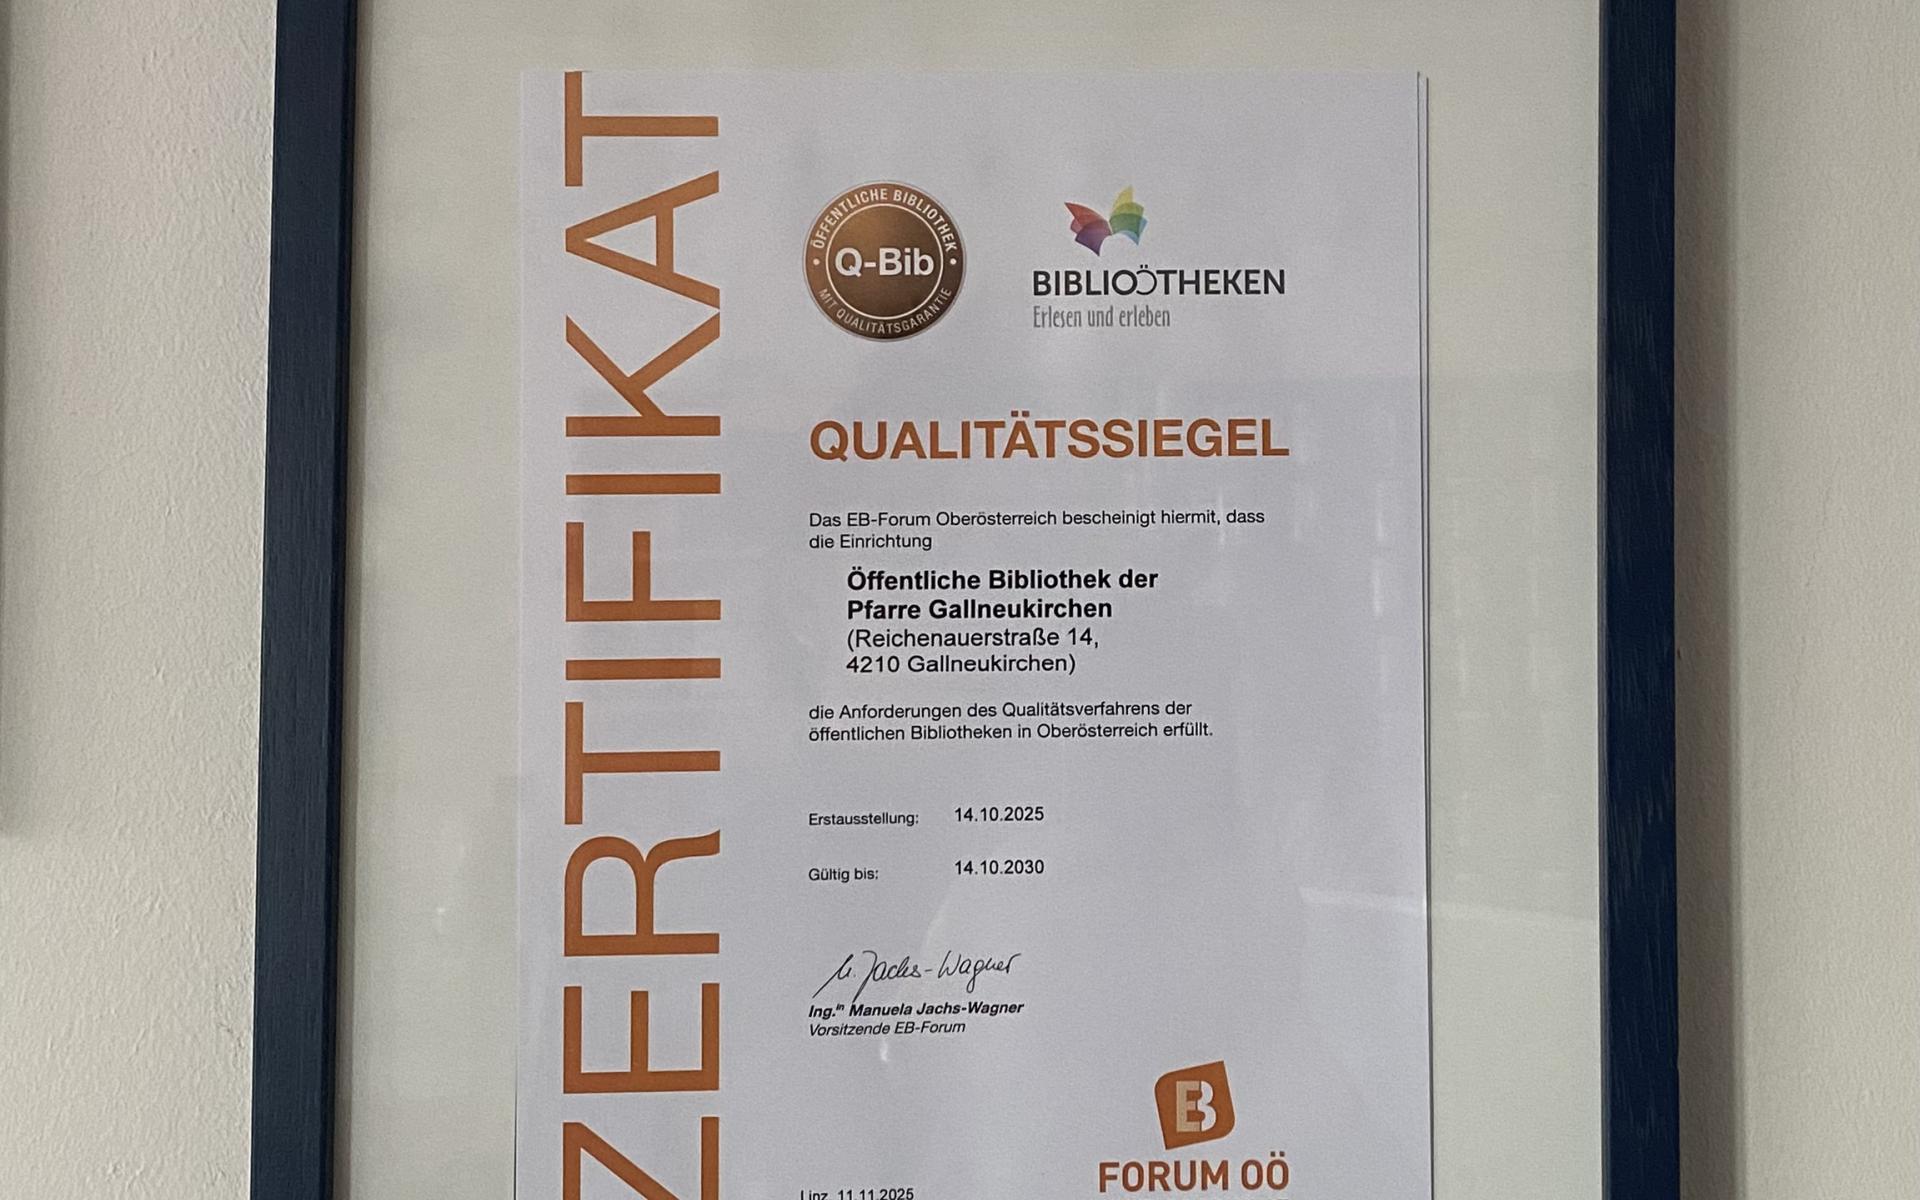 ZERTIFIKAT
ÖFFENTLICHE BIBLIOTHEK
Q-Bib
MIT QUALITÄTSGARANTIE
BIBLIOÖTHEKEN
Erlesen und erleben
QUALITÄTSSIEGEL
Das EB-Forum Oberösterreich bescheinigt hiermit, dass
die Einrichtung
Öffentliche Bibliothek der
Pfarre Gallneukirchen
(Reichenauerstraße 14,
4210 Gallneukirchen)
die Anforderungen des Qualitätsverfahrens der
öffentlichen Bibliotheken in Oberösterreich erfüllt.
Erstausstellung: 14.10.2025
Gültig bis: 14.10.2030
M. Jachs-Wagner
Ing.in Manuela Jachs-Wagner
Vorsitzende EB-Forum
EB
FORUM OÖ
Linz, 11.11.2025